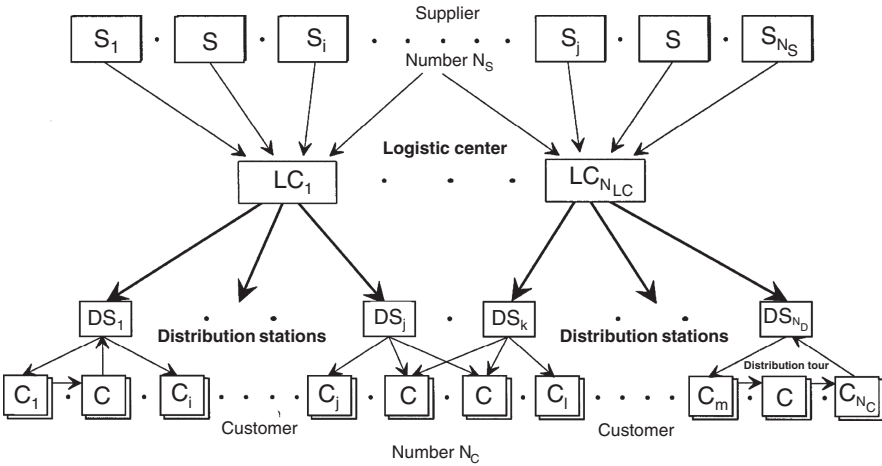 Supplier
S1 S Si Sj S SNS
Number NS
Logistic center
LC1 LCNLC
DS1 DSj DSk DSND
Distribution stations Distribution stations
Distribution tour
C1 C Ci Cj C C Cl Cm C CNC
Customer Customer
Number NC